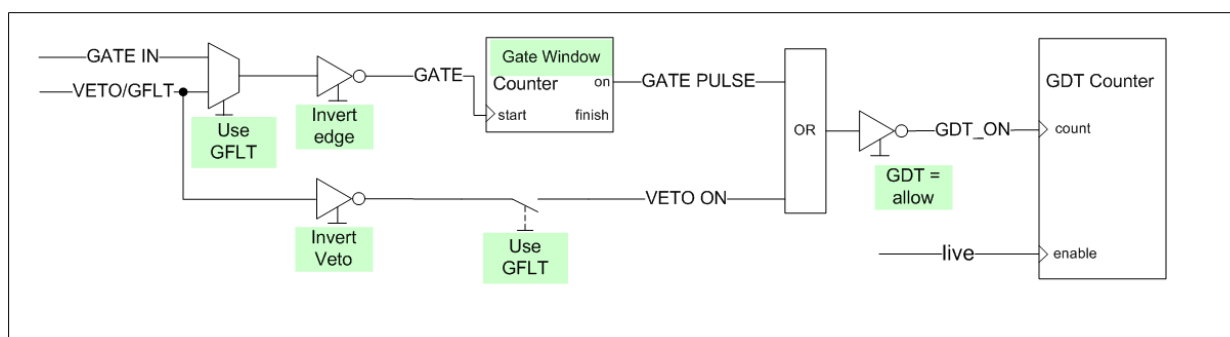 GATE IN
VETO/GFLT
Use
GFLT
Invert
edge
GATE
Gate Window
Counter
on
start
finish
GATE PULSE
Invert
Veto
Use
GFLT
VETO ON
OR
GDT_ON
GDT =
allow
GDT Counter
count
live
enable